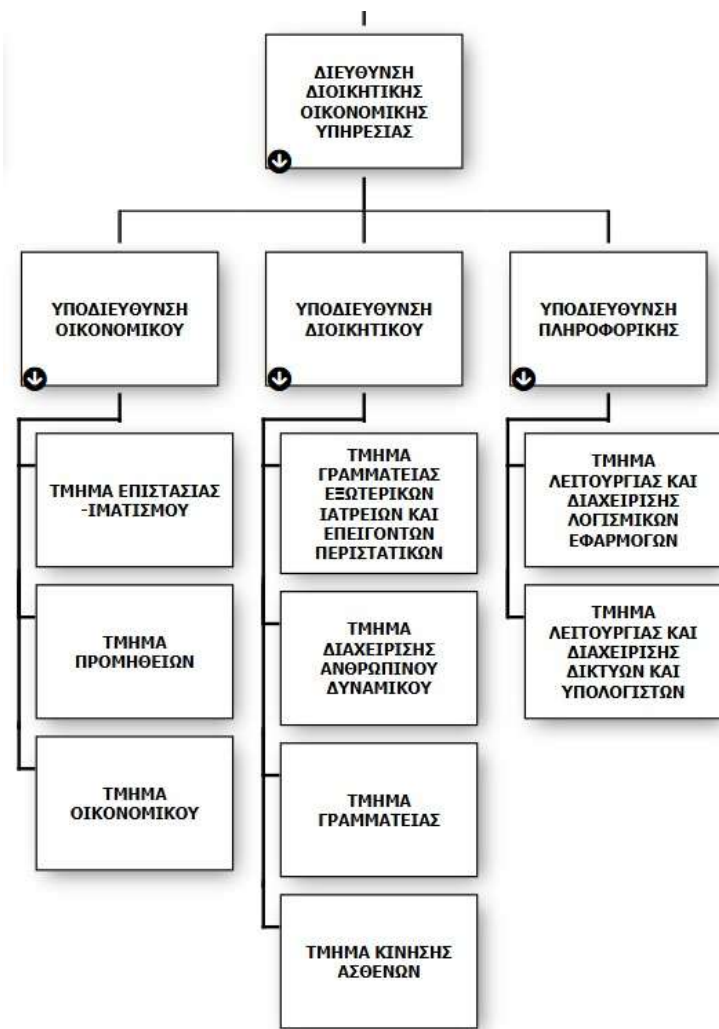 ΔΙΕΥΘΥΝΣΗ
ΔΙΟΙΚΗΤΙΚΗΣ
ΟΙΚΟΝΟΜΙΚΗΣ
ΥΠΗΡΕΣΙΑΣ
ΥΠΟΔΙΕΥΘΥΝΣΗ
ΟΙΚΟΝΟΜΙΚΟΥ
ΥΠΟΔΙΕΥΘΥΝΣΗ
ΔΙΟΙΚΗΤΙΚΟΥ
ΥΠΟΔΙΕΥΘΥΝΣΗ
ΠΛΗΡΟΦΟΡΙΚΗΣ
ΤΜΗΜΑ ΕΠΙΣΤΑΣΙΑΣ
-ΙΜΑΤΙΣΜΟΥ
ΤΜΗΜΑ
ΠΡΟΜΗΘΕΙΩΝ
ΤΜΗΜΑ
ΟΙΚΟΝΟΜΙΚΟΥ
ΤΜΗΜΑ
ΓΡΑΜΜΑΤΕΙΑΣ
ΕΞΩΤΕΡΙΚΩΝ
ΙΑΤΡΕΙΩΝ ΚΑΙ
ΕΠΕΙΓΟΝΤΩΝ
ΠΕΡΙΣΤΑΤΙΚΩΝ
ΤΜΗΜΑ
ΔΙΑΧΕΙΡΙΣΗΣ
ΑΝΘΡΩΠΙΝΟΥ
ΔΥΝΑΜΙΚΟΥ
ΤΜΗΜΑ
ΓΡΑΜΜΑΤΕΙΑΣ
ΤΜΗΜΑ ΚΙΝΗΣΗΣ
ΑΣΘΕΝΩΝ
ΤΜΗΜΑ
ΛΕΙΤΟΥΡΓΙΑΣ ΚΑΙ
ΔΙΑΧΕΙΡΙΣΗΣ
ΛΟΓΙΣΜΙΚΩΝ
ΕΦΑΡΜΟΓΩΝ
ΤΜΗΜΑ
ΛΕΙΤΟΥΡΓΙΑΣ ΚΑΙ
ΔΙΑΧΕΙΡΙΣΗΣ
ΔΙΚΤΥΩΝ ΚΑΙ
ΥΠΟΛΟΓΙΣΤΩΝ